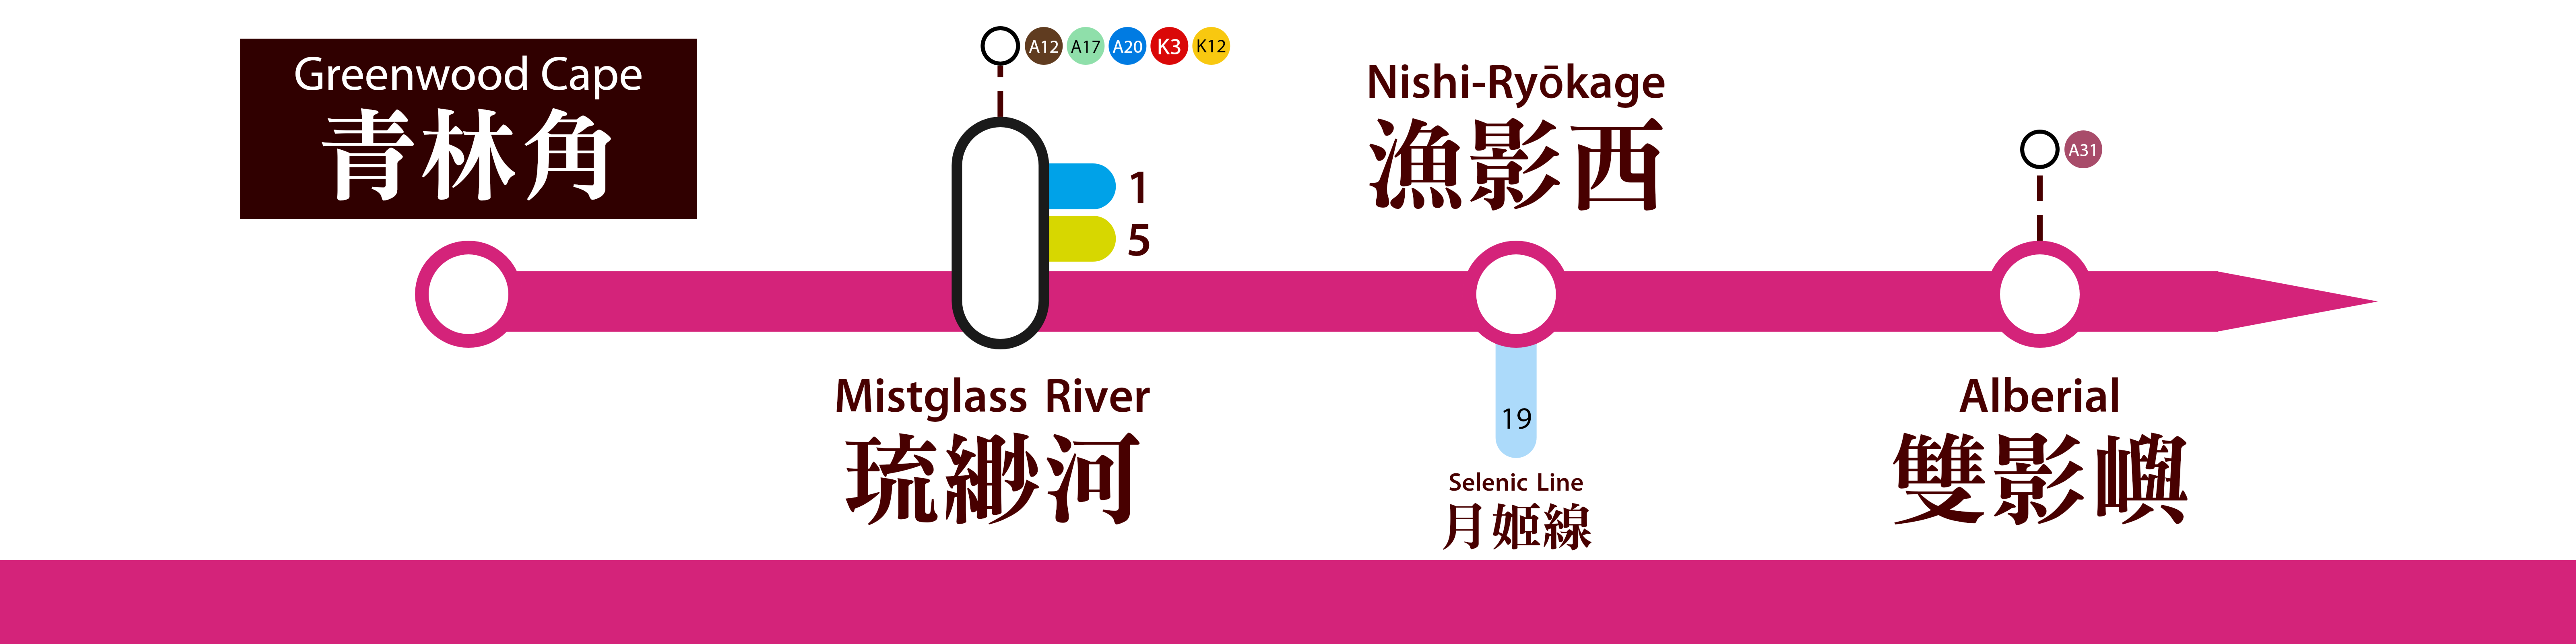 Greenwood Cape
青林角
A12 A17 A20 K3 K12
1
5
Mistglass River
琉緲河
Nishi-Ryōkage
漁影西
19
Selenic Line
月姬線
A31
Alberial
雙影嶼